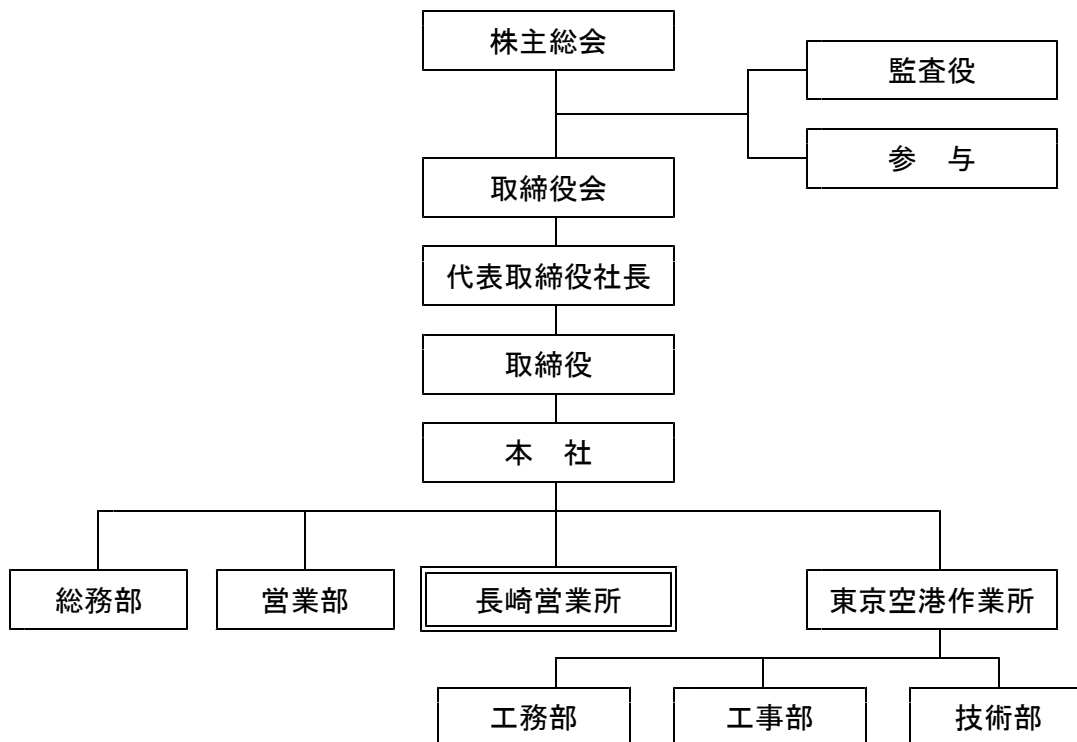 株主総会
監査役
参　与
取締役会
代表取締役社長
取締役
本　社
総務部
営業部
長崎営業所
東京空港作業所
工務部
工事部
技術部